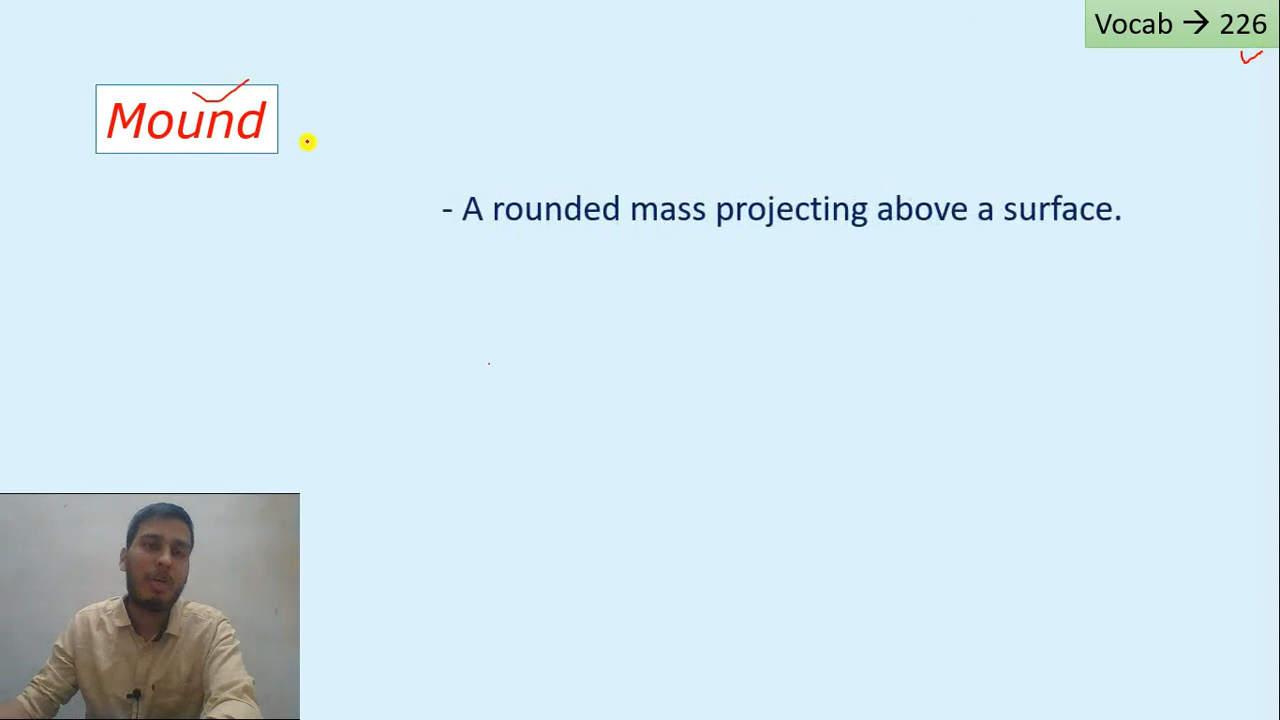 Vocab → 226
Mound
- A rounded mass projecting above a surface.